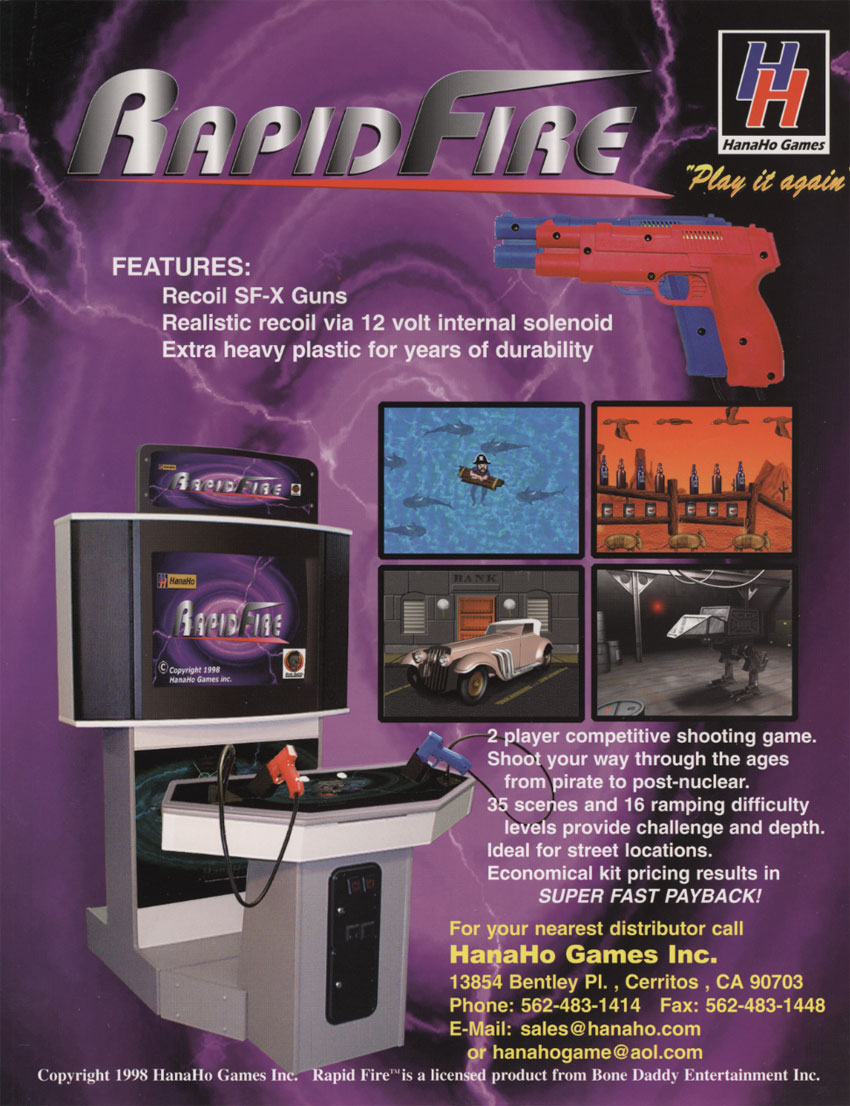 RAPIDFIRE
HH
HanaHo Games
"Play it again"
FEATURES:
Recoil SF-X Guns
Realistic recoil via 12 volt internal solenoid
Extra heavy plastic for years of durability
HanaHo
RAPIDFIRE
HH HanaHo
RAPIDFIRE
© Copyright 1998
HanaHo Games inc.
BANK
2 player competitive shooting game.
Shoot your way through the ages
from pirate to post-nuclear.
35 scenes and 16 ramping difficulty
levels provide challenge and depth.
Ideal for street locations.
Economical kit pricing results in
SUPER FAST PAYBACK!
For your nearest distributor call
HanaHo Games Inc.
13854 Bentley Pl. , Cerritos , CA 90703
Phone: 562-483-1414 Fax: 562-483-1448
E-Mail: sales@hanaho.com
or hanahogame@aol.com
Copyright 1998 HanaHo Games Inc. Rapid Fire™ is a licensed product from Bone Daddy Entertainment Inc.